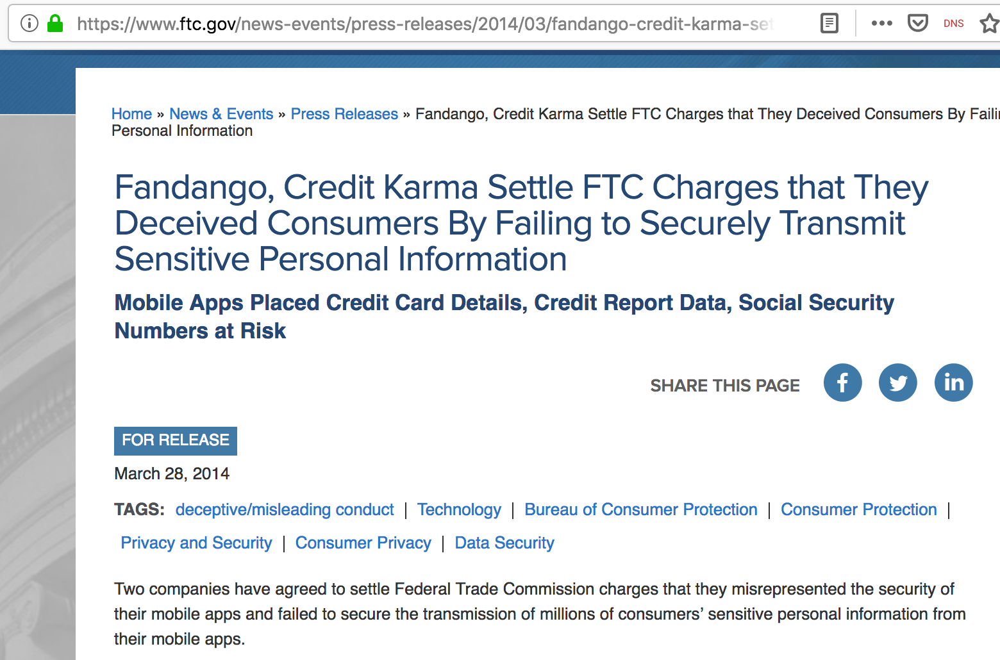 https://www.ftc.gov/news-events/press-releases/2014/03/fandango-credit-karma-set
DNS
Home » News & Events » Press Releases » Fandango, Credit Karma Settle FTC Charges that They Deceived Consumers By Failin
Personal Information
Fandango, Credit Karma Settle FTC Charges that They
Deceived Consumers By Failing to Securely Transmit
Sensitive Personal Information
Mobile Apps Placed Credit Card Details, Credit Report Data, Social Security
Numbers at Risk
SHARE THIS PAGE
FOR RELEASE
March 28, 2014
TAGS: deceptive/misleading conduct | Technology | Bureau of Consumer Protection | Consumer Protection |
Privacy and Security | Consumer Privacy | Data Security
Two companies have agreed to settle Federal Trade Commission charges that they misrepresented the security of
their mobile apps and failed to secure the transmission of millions of consumers’ sensitive personal information from
their mobile apps.